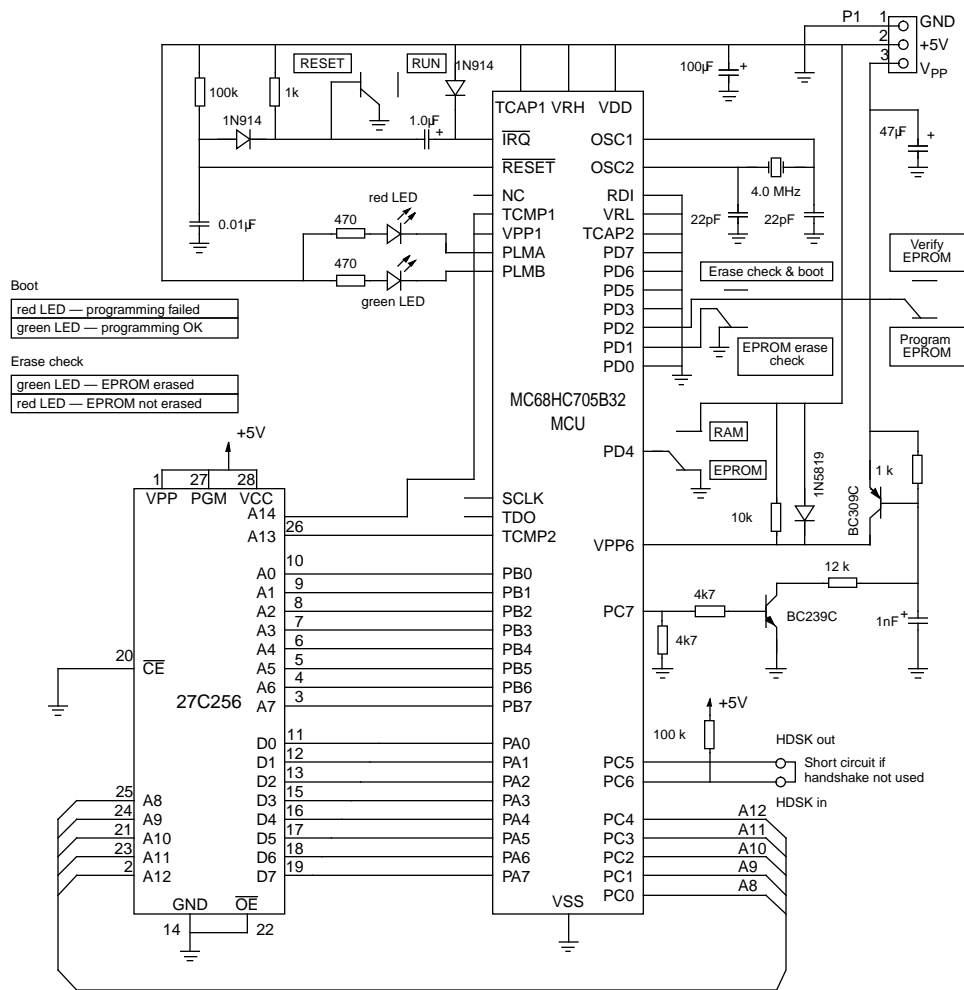 P1
1
GND
2
+5V
3
VPP
RESET
RUN
1N914
100µF
47µF
100k
1k
1N914
1.0µF
TCAP1 VRH VDD
IRQ
OSC1
RESET
OSC2
4.0 MHz
NC
RDI
red LED
TCMP1
VRL
22pF
22pF
0.01µF
470
VPP1
TCAP2
PLMA
PD7
Verify
EPROM
470
PLMB
PD6
Erase check & boot
green LED
PD5
Boot
PD3
red LED — programming failed
PD2
green LED — programming OK
PD1
EPROM erase
check
Program
EPROM
Erase check
PD0
green LED — EPROM erased
red LED — EPROM not erased
MC68HC705B32
MCU
+5V
RAM
PD4
EPROM
1N5819
1 k
BC309C
1
27
28
VPP
PGM
VCC
SCLK
A14
TDO
10k
26
A13
TCMP2
VPP6
10
A0
PB0
12 k
9
A1
PB1
8
A2
PB2
PC7
4k7
BC239C
1nF
7
A3
PB3
4k7
6
A4
PB4
20
CE
5
A5
PB5
4
A6
PB6
27C256
3
A7
PB7
+5V
100 k
HDSK out
11
D0
PA0
12
D1
PA1
PC5
Short circuit if
handshake not used
13
D2
PA2
PC6
HDSK in
25
A8
15
D3
PA3
24
A9
16
D4
PA4
PC4
A12
21
A10
17
D5
PA5
PC3
A11
23
A11
18
D6
PA6
PC2
A10
2
A12
19
D7
PA7
PC1
A9
PC0
A8
GND
OE
VSS
14
22